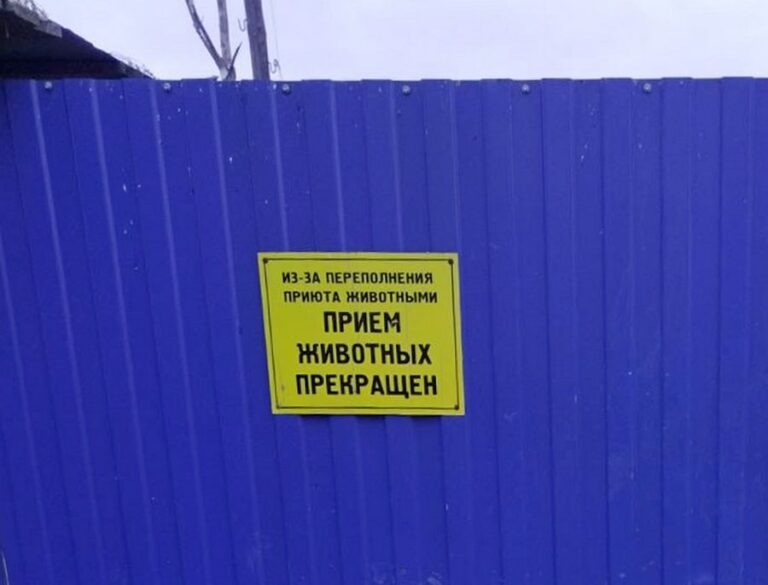 ИЗ-ЗА ПЕРЕПОЛНЕНИЯ
ПРИЮТА ЖИВОТНЫМИ
ПРИЕМ
ЖИВОТНЫХ
ПРЕКРАЩЕН